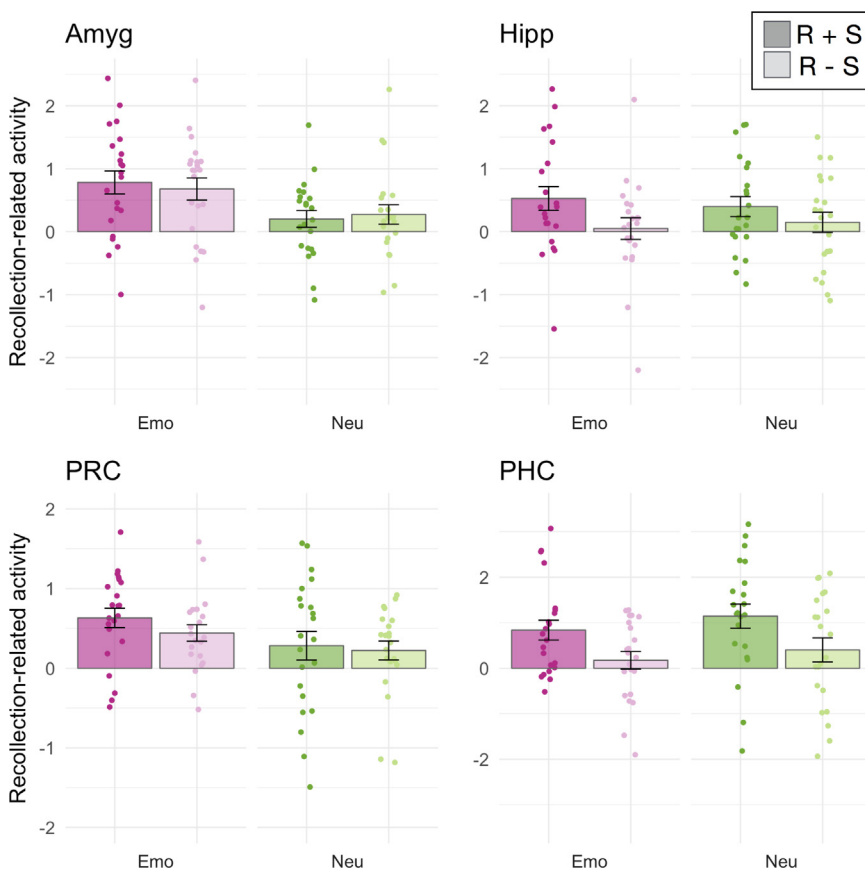 Amyg
Hipp
R + S
R - S
Recollection-related activity
2
1
0
-1
-2
2
1
0
-1
-2
Emo
Neu
Emo
Neu
PRC
PHC
Recollection-related activity
2
1
0
-1
-2
2
0
-2
Emo
Neu
Emo
Neu